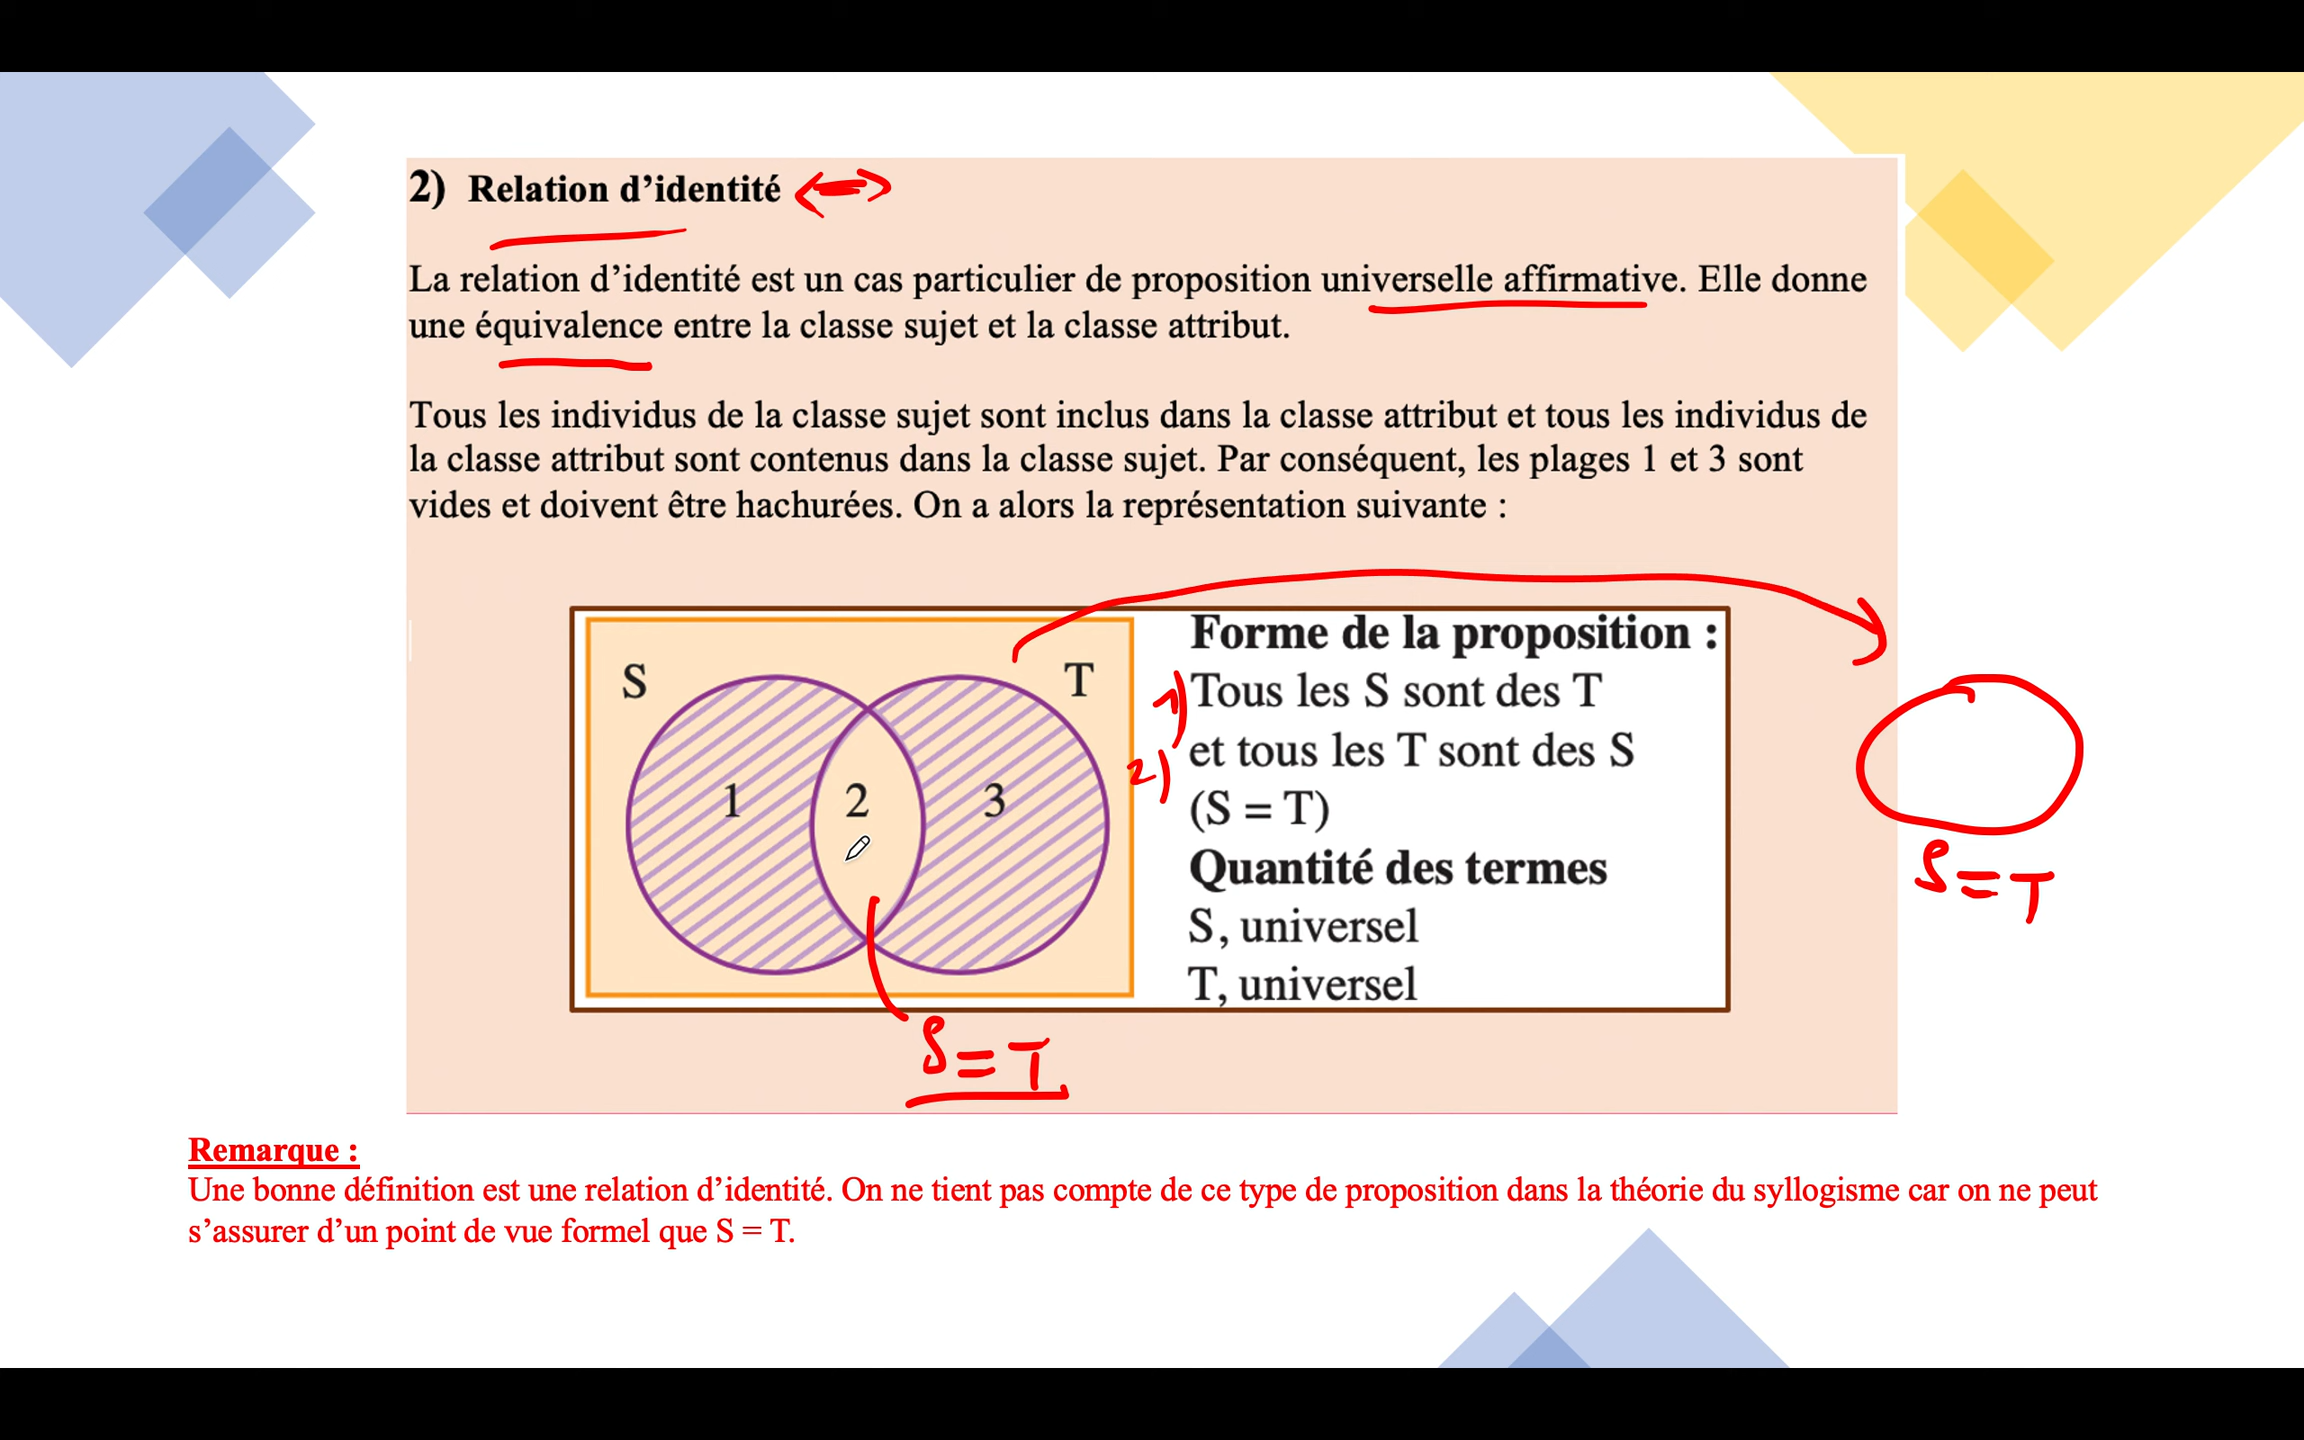 2) Relation d’identité
La relation d’identité est un cas particulier de proposition universelle affirmative. Elle donne
une équivalence entre la classe sujet et la classe attribut.
Tous les individus de la classe sujet sont inclus dans la classe attribut et tous les individus de
la classe attribut sont contenus dans la classe sujet. Par conséquent, les plages 1 et 3 sont
vides et doivent être hachurées. On a alors la représentation suivante :
S
T
1
2
3
Forme de la proposition :
1) Tous les S sont des T
2) et tous les T sont des S
(S = T)
Quantité des termes
S, universel
T, universel
S = T
S = T
Remarque :
Une bonne définition est une relation d’identité. On ne tient pas compte de ce type de proposition dans la théorie du syllogisme car on ne peut
s’assurer d’un point de vue formel que S = T.